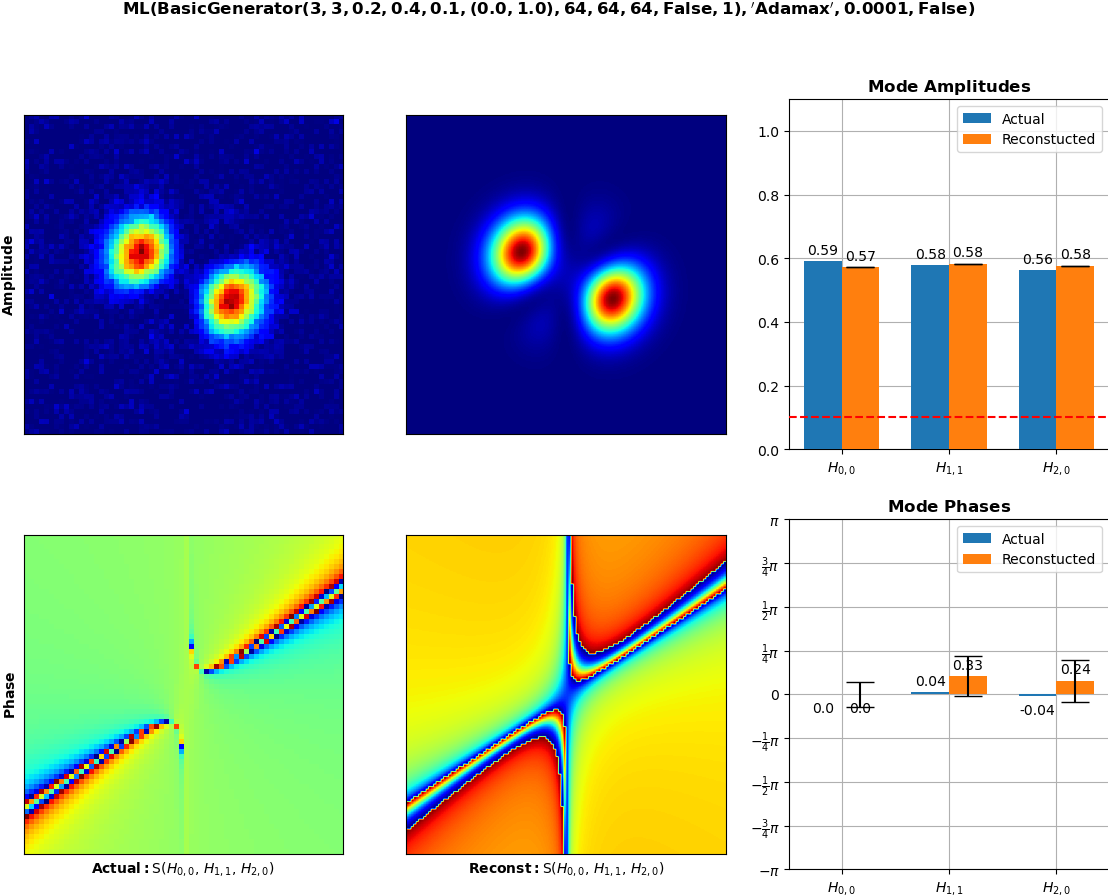 ML(BasicGenerator(3, 3, 0.2, 0.4, 0.1, (0.0, 1.0), 64, 64, 64, False, 1), ′Adamax′, 0.0001, False)
Amplitude
Mode Amplitudes
Actual
Reconstucted
1.0
0.8
0.6
0.4
0.2
0.0
0.59
0.57
0.58
0.58
0.56
0.58
H0,0
H1,1
H2,0
Phase
Actual: S(H0,0, H1,1, H2,0)
Reconst: S(H0,0, H1,1, H2,0)
Mode Phases
Actual
Reconstucted
π
3/4π
1/2π
1/4π
0
−1/4π
−1/2π
−3/4π
−π
0.0
0.0
0.04
0.33
-0.04
0.24
H0,0
H1,1
H2,0